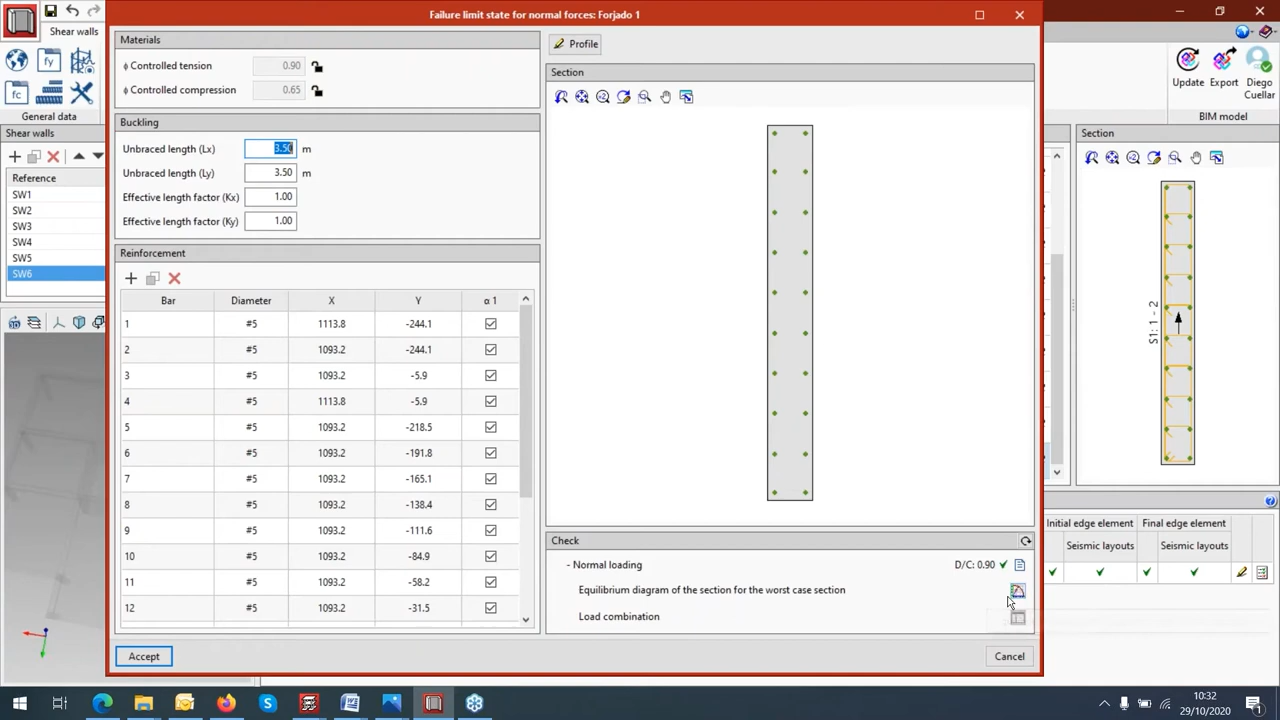 Failure limit state for normal forces: Forjado 1
Shear walls
fy
fc
General data
Shear walls
Reference
SW1
SW2
SW3
SW4
SW5
SW6
Materials
ϕ Controlled tension 0.90
ϕ Controlled compression 0.65
Buckling
Unbraced length (Lx) 3.50 m
Unbraced length (Ly) 3.50 m
Effective length factor (Kx) 1.00
Effective length factor (Ky) 1.00
Reinforcement
Bar Diameter X Y α 1
1 #5 1113.8 -244.1
2 #5 1093.2 -244.1
3 #5 1093.2 -5.9
4 #5 1113.8 -5.9
5 #5 1093.2 -218.5
6 #5 1093.2 -191.8
7 #5 1093.2 -165.1
8 #5 1093.2 -138.4
9 #5 1093.2 -111.6
10 #5 1093.2 -84.9
11 #5 1093.2 -58.2
12 #5 1093.2 -31.5
Accept
Profile
Section
Check
- Normal loading D/C: 0.90
Equilibrium diagram of the section for the worst case section
Load combination
Cancel
Update Export Diego Cuellar
BIM model
Section
S1: 1 - 2
Initial edge element Final edge element
Seismic layouts Seismic layouts
10:32
29/10/2020